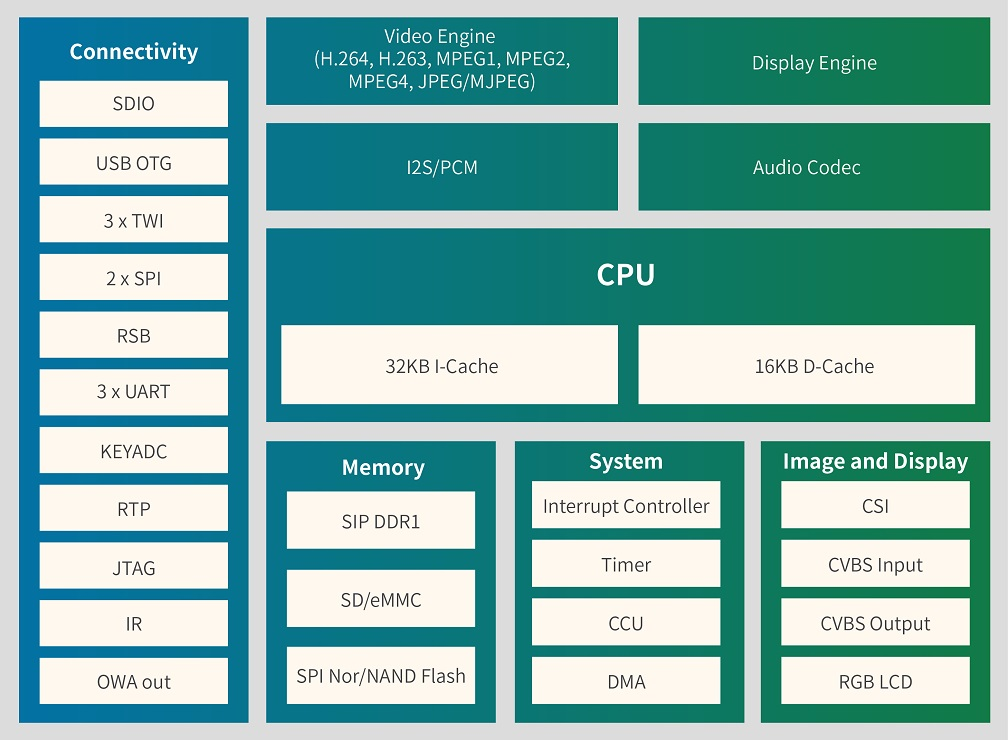 Connectivity
SDIO
USB OTG
3 x TWI
2 x SPI
RSB
3 x UART
KEYADC
RTP
JTAG
IR
OWA out
Video Engine
(H.264, H.263, MPEG1, MPEG2,
MPEG4, JPEG/MJPEG)
Display Engine
I2S/PCM
Audio Codec
CPU
32KB I-Cache
16KB D-Cache
Memory
SIP DDR1
SD/eMMC
SPI Nor/NAND Flash
System
Interrupt Controller
Timer
CCU
DMA
Image and Display
CSI
CVBS Input
CVBS Output
RGB LCD